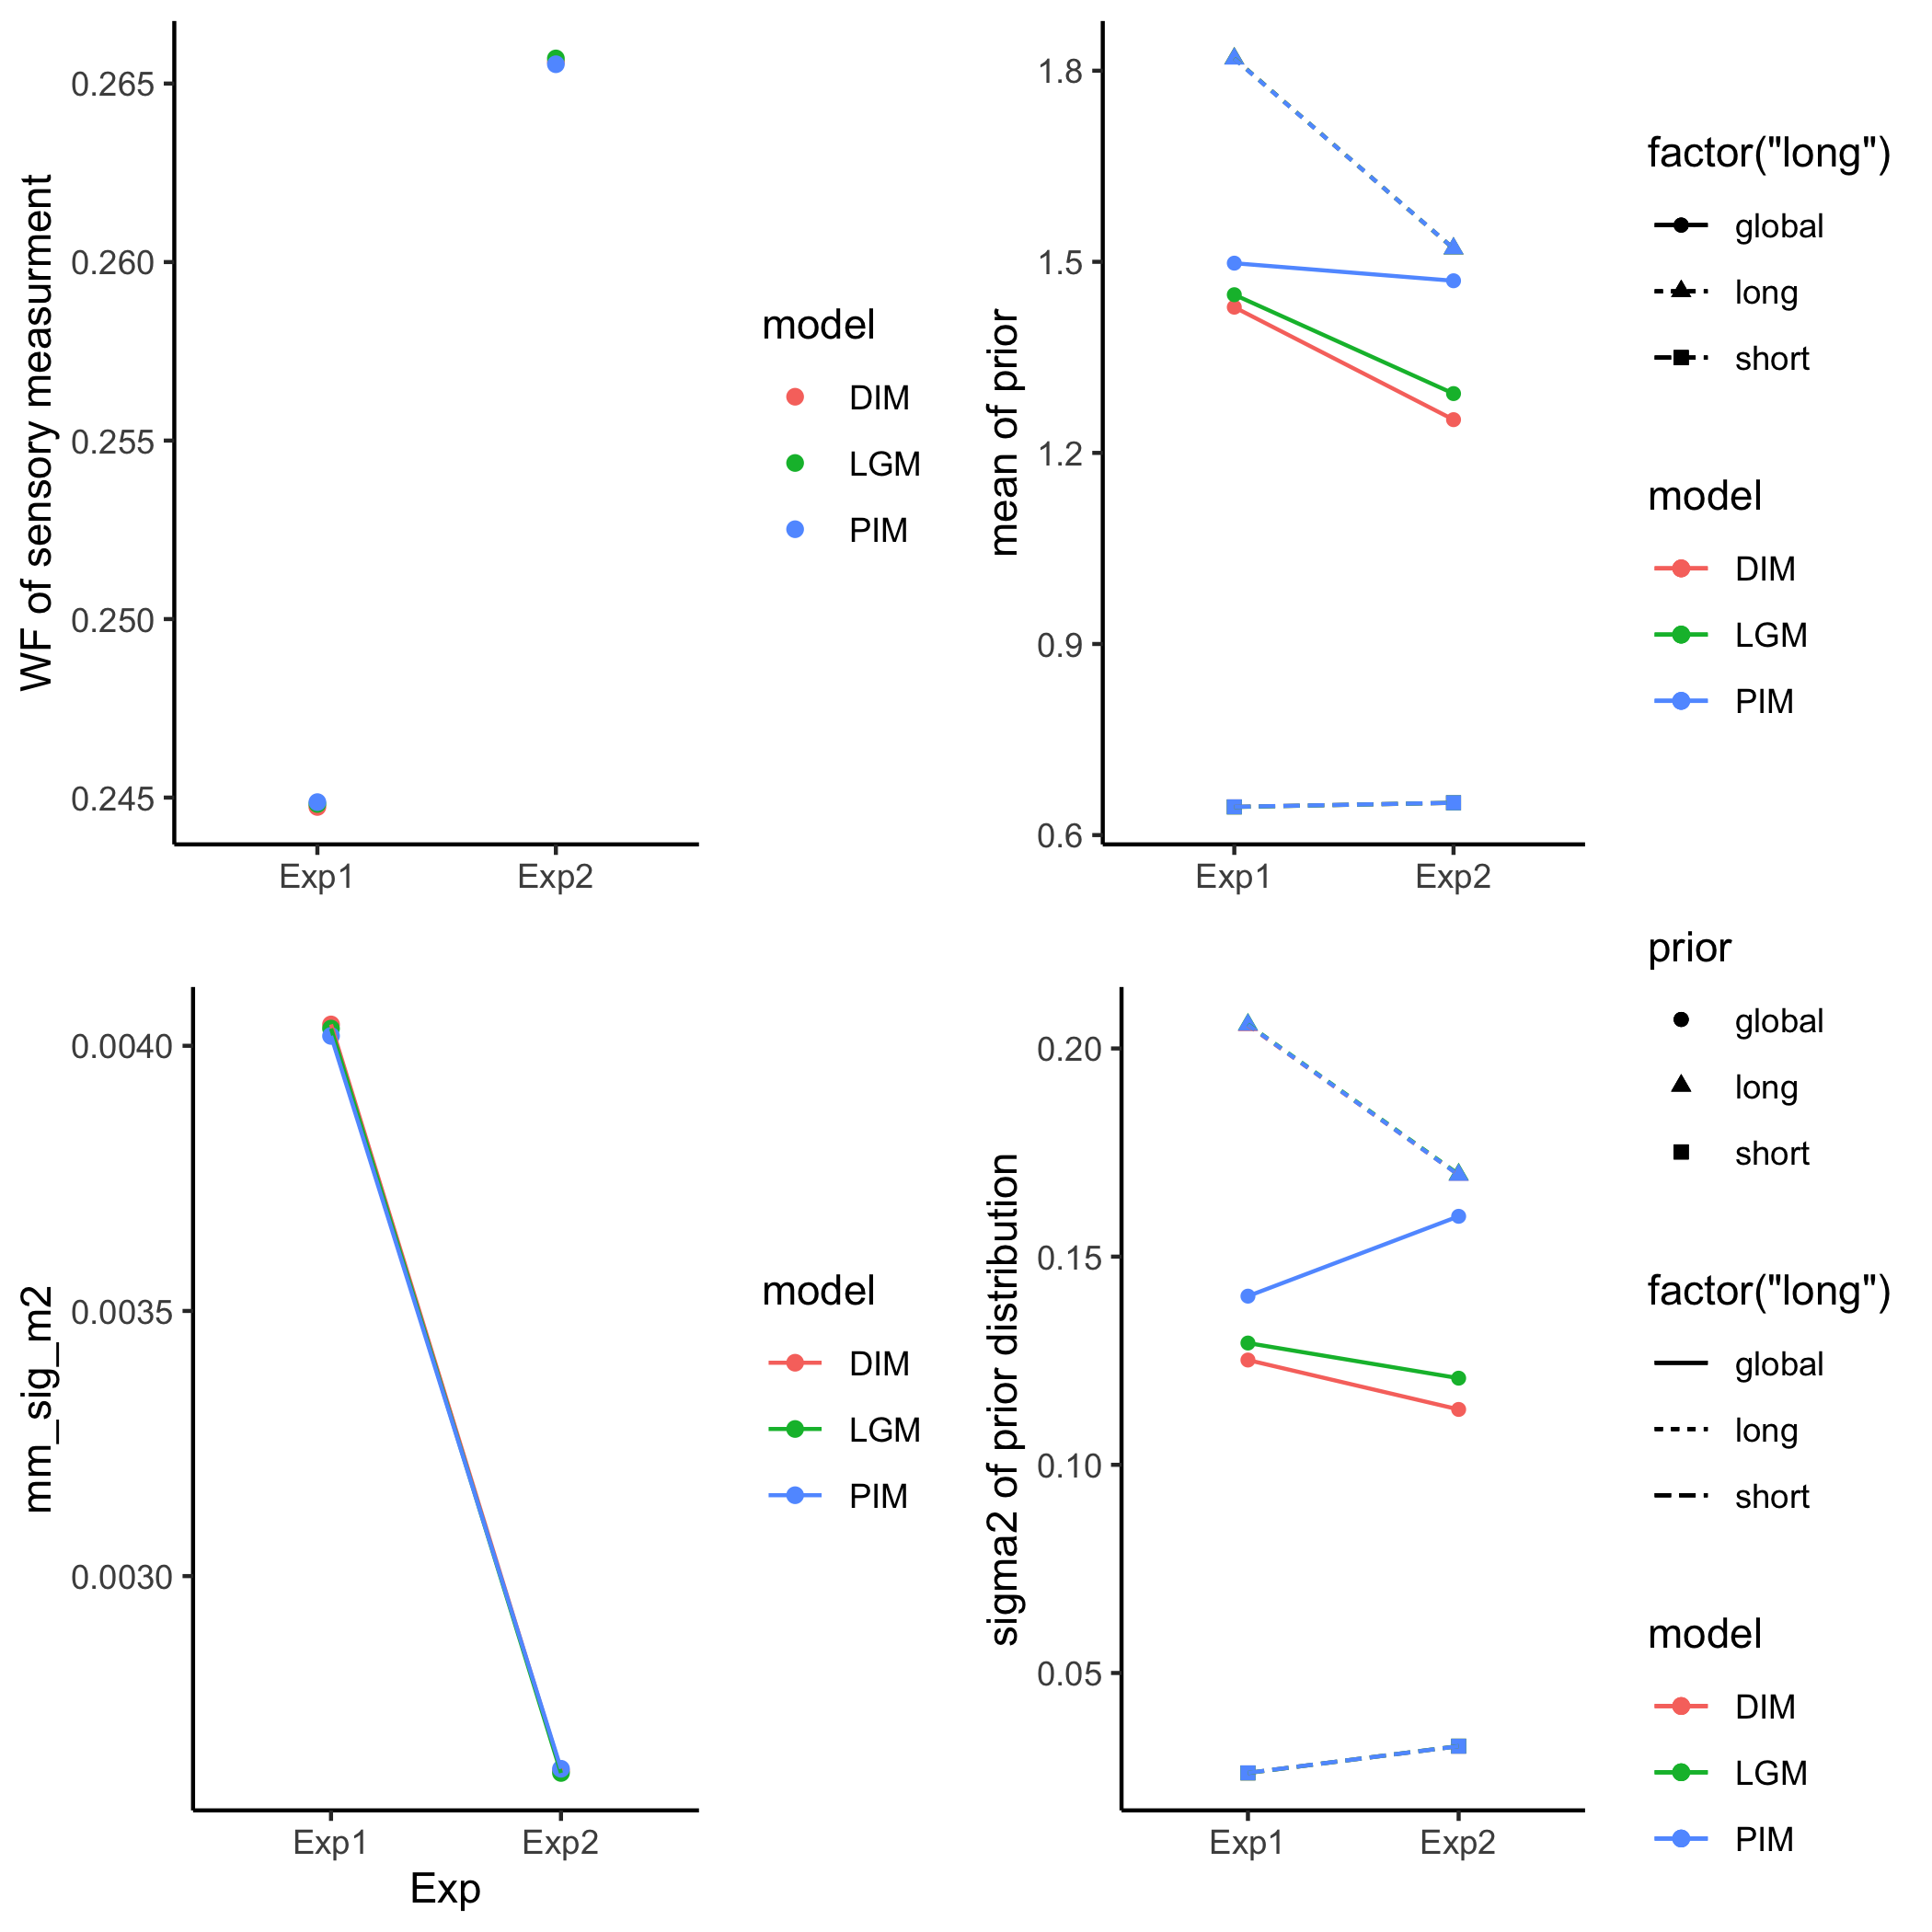 WF of sensory measurment
0.265
0.260
0.255
0.250
0.245
Exp1
Exp2
model
DIM
LGM
PIM
mean of prior
1.8
1.5
1.2
0.9
0.6
Exp1
Exp2
factor("long")
global
long
short
model
DIM
LGM
PIM
mm_sig_m2
0.0040
0.0035
0.0030
Exp1
Exp2
Exp
model
DIM
LGM
PIM
sigma2 of prior distribution
0.20
0.15
0.10
0.05
Exp1
Exp2
prior
global
long
short
factor("long")
global
long
short
model
DIM
LGM
PIM